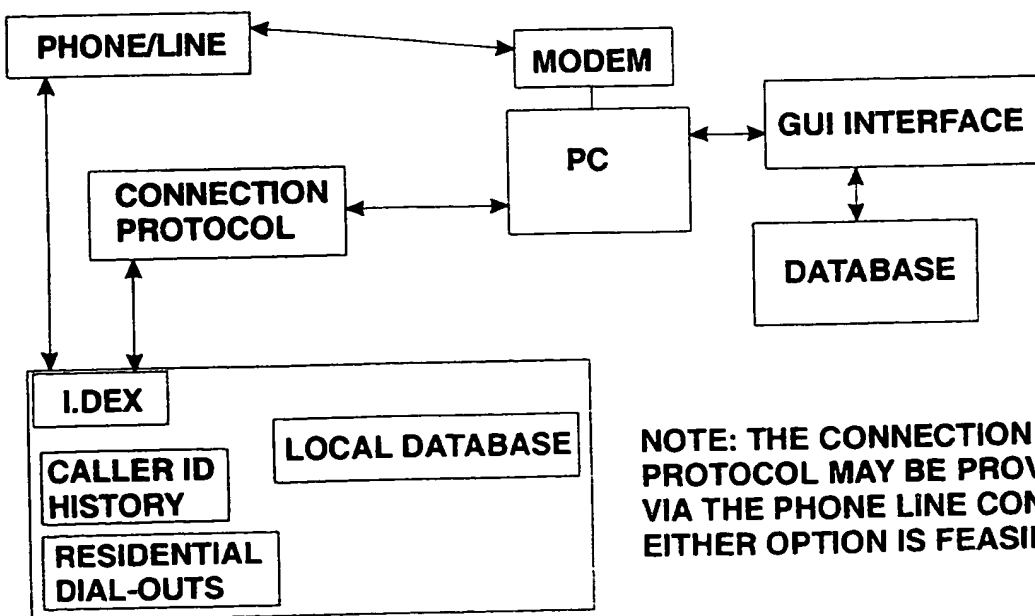 PHONE/LINE
MODEM
PC
GUI INTERFACE
CONNECTION
PROTOCOL
DATABASE
I.DEX
LOCAL DATABASE
CALLER ID
HISTORY
RESIDENTIAL
DIAL-OUTS
NOTE: THE CONNECTION
PROTOCOL MAY BE
VIA THE PHONE LINE
EITHER OPTION IS